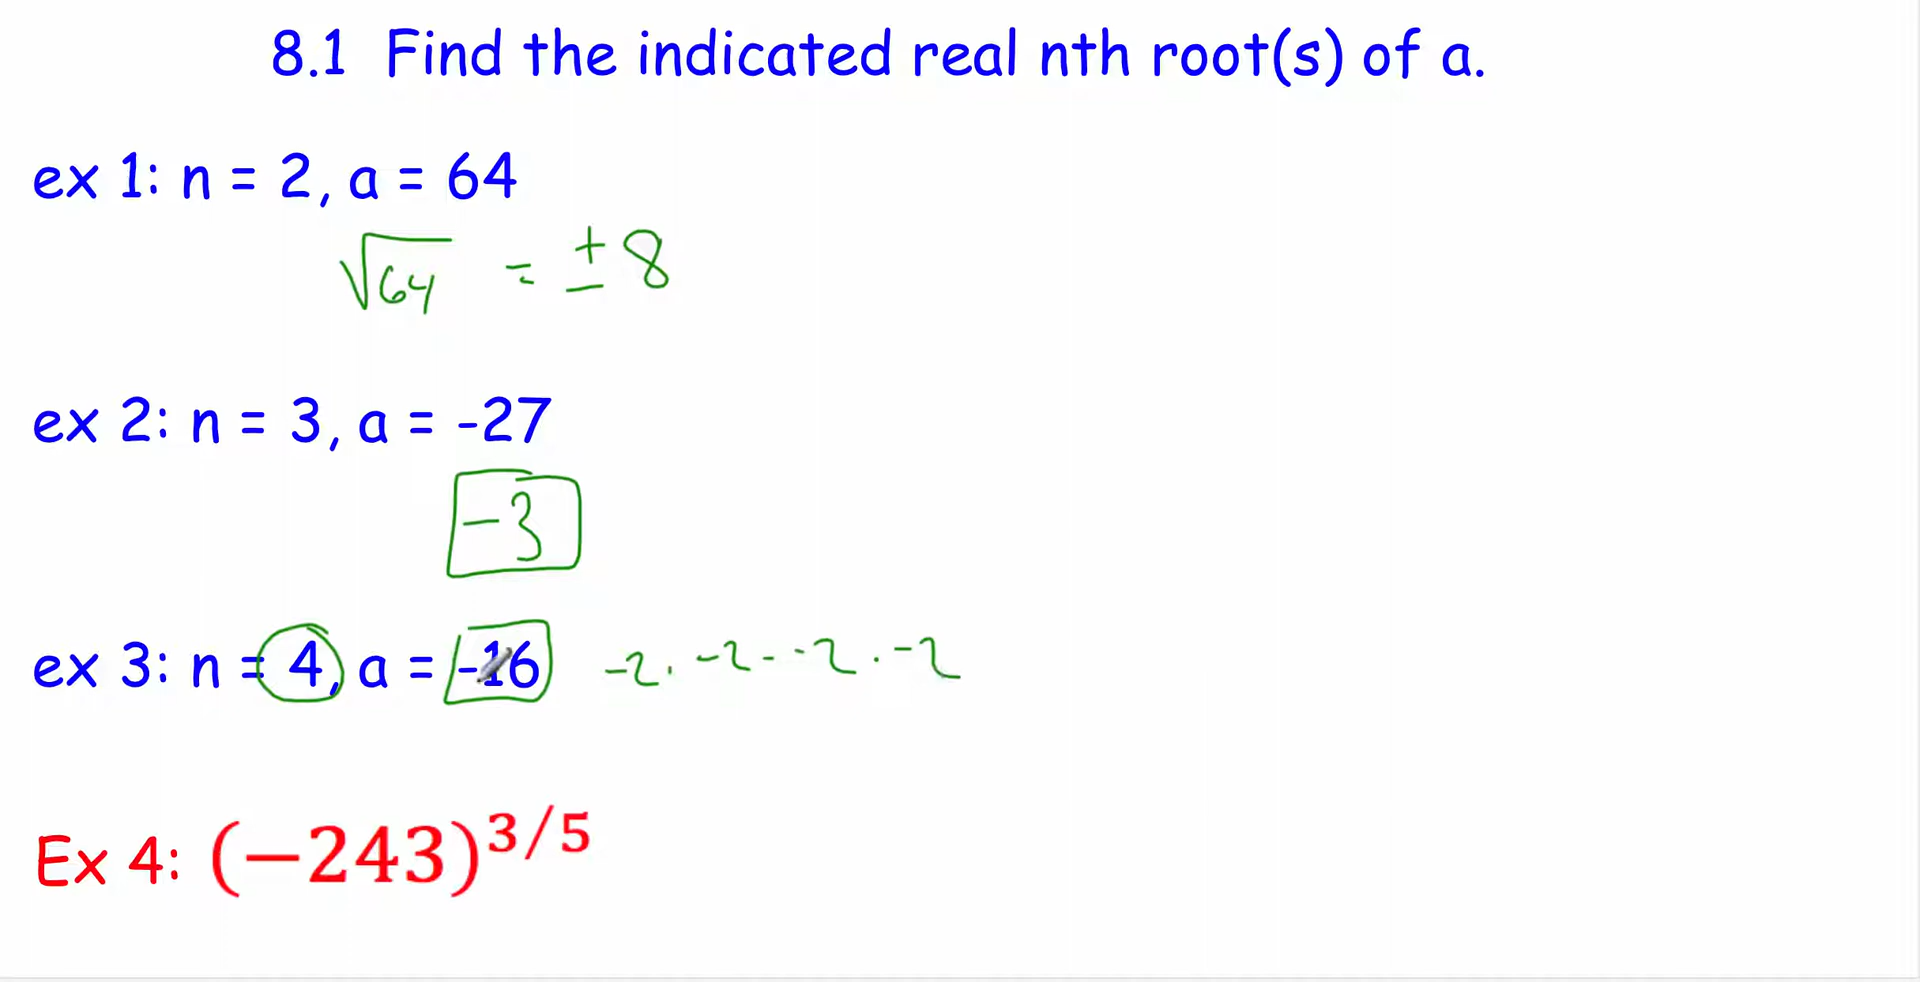 8.1 Find the indicated real nth root(s) of a.
ex 1: n = 2, a = 64
√64 = ± 8
ex 2: n = 3, a = -27
-3
ex 3: n = 4, a = -16 -2 · -2 - -2 · -2
Ex 4: (−243)^3/5